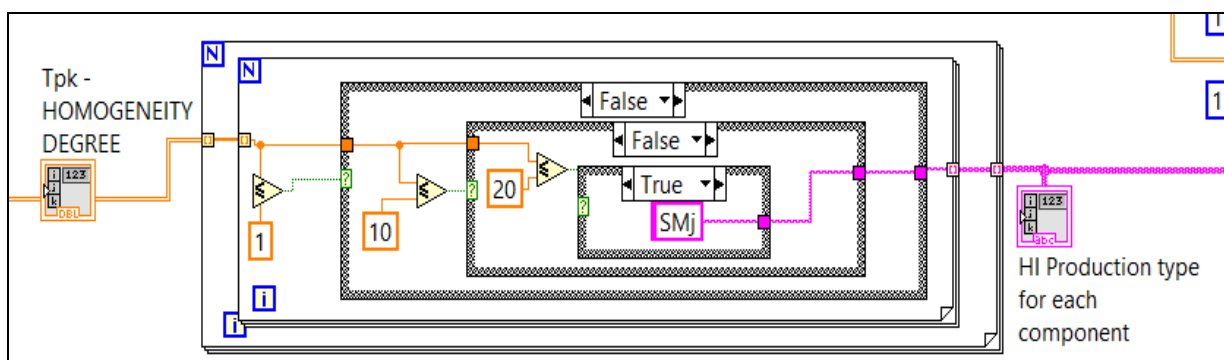 Tpk -
HOMOGENEITY
DEGREE
i
j
k
123
DBL
N
N
False
False
True
?
?
?
1
10
20
SMj
i
i
i
j
k
123
abc
HI Production type
for each
component
1